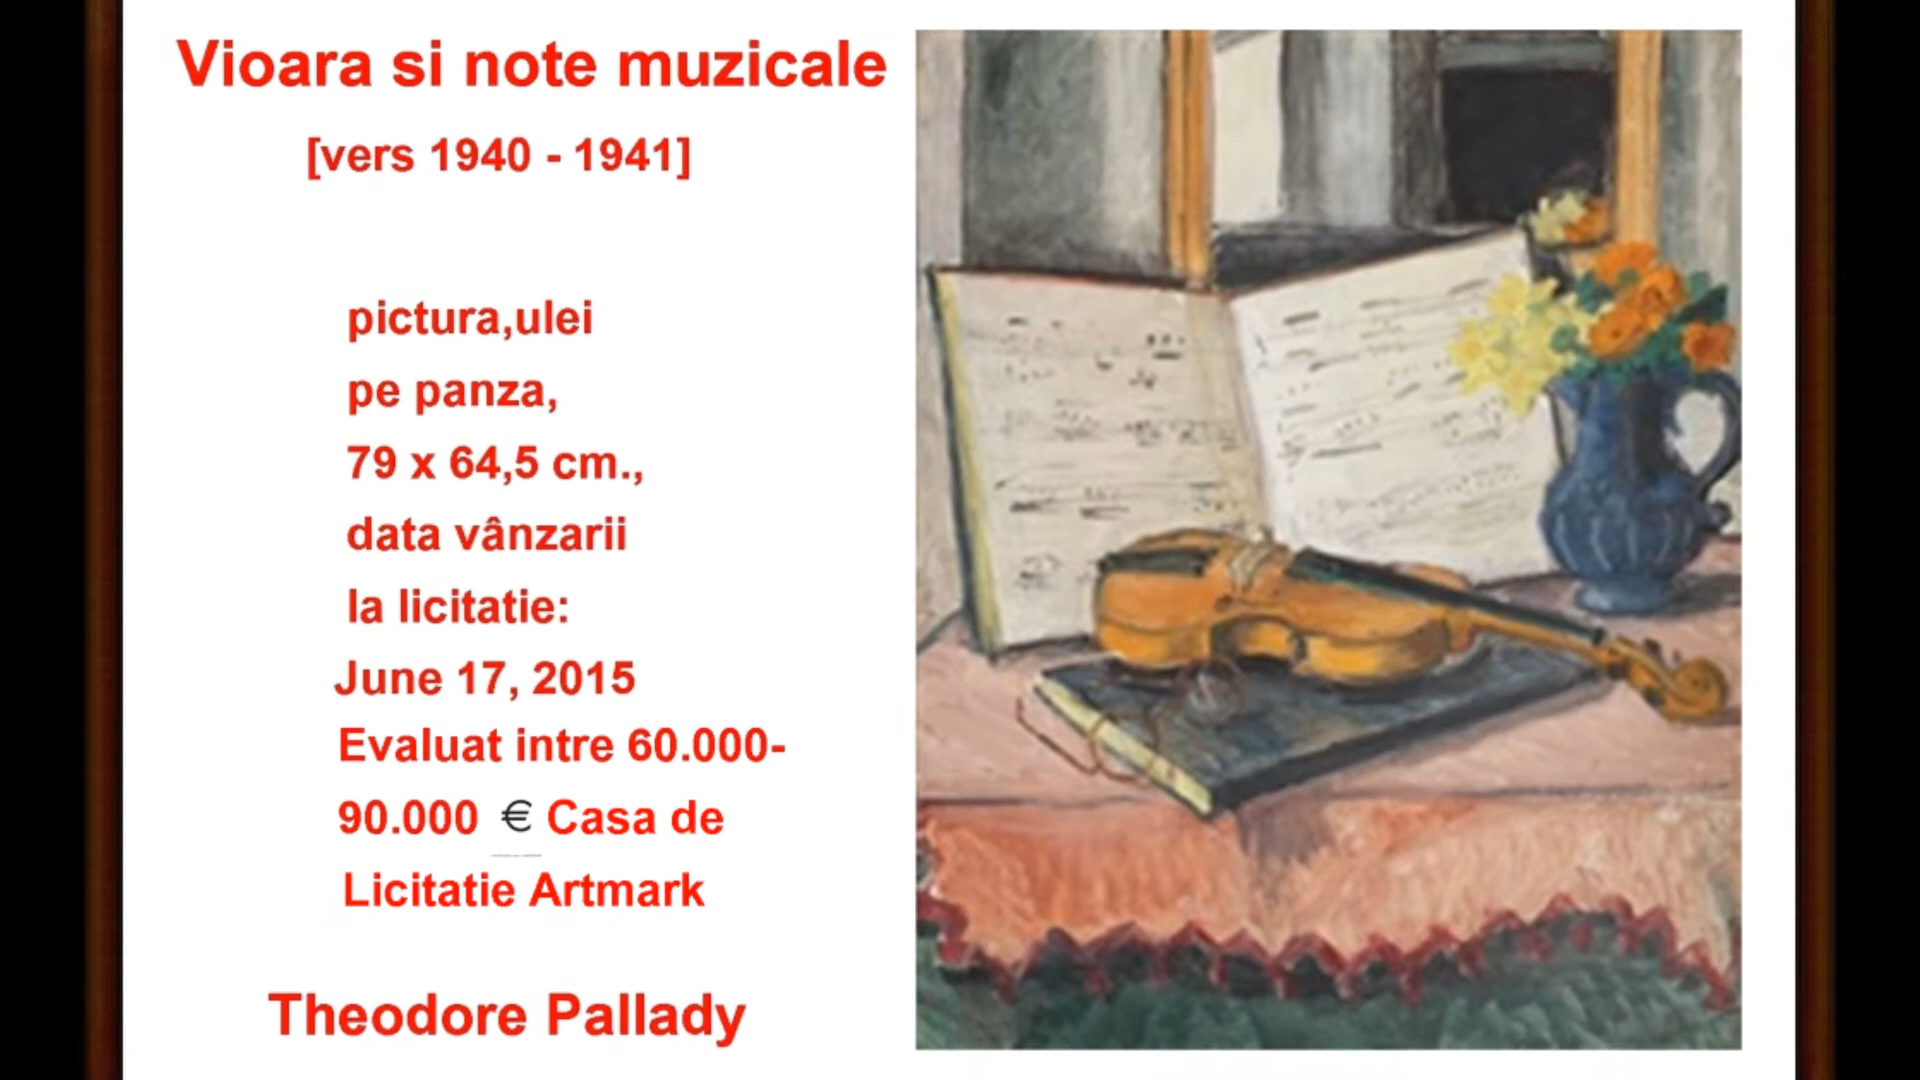 Vioara si note muzicale
[vers 1940 - 1941]
pictura,ulei
pe panza,
79 x 64,5 cm.,
data vânzarii
la licitatie:
June 17, 2015
Evaluat intre 60.000-
90.000 € Casa de
Licitatie Artmark
Theodore Pallady